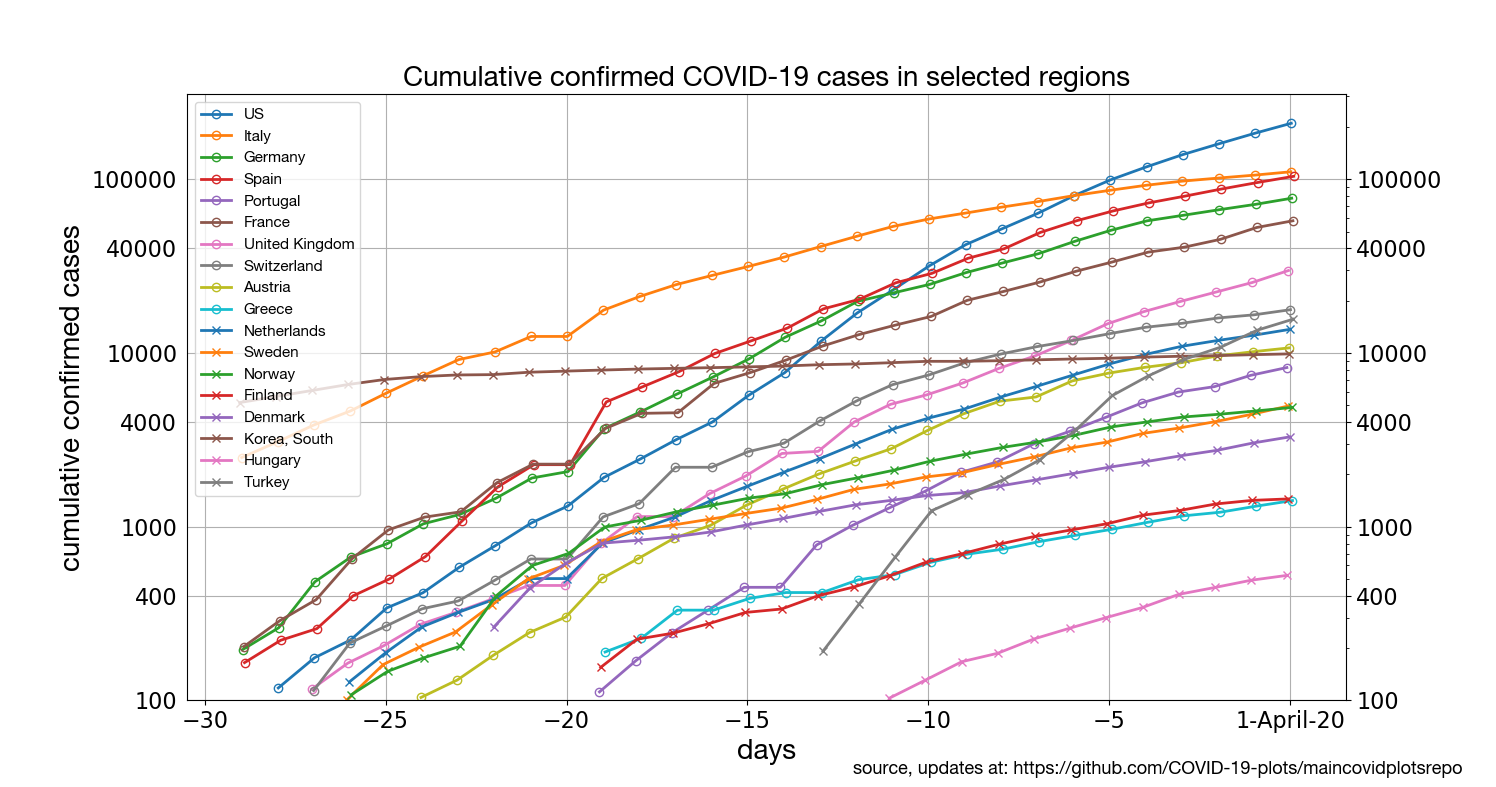 Cumulative confirmed COVID-19 cases in selected regions
US
Italy
Germany
Spain
Portugal
France
United Kingdom
Switzerland
Austria
Greece
Netherlands
Sweden
Norway
Finland
Denmark
Korea, South
Hungary
Turkey
cumulative confirmed cases
100000
40000
10000
4000
1000
400
100
100000
40000
10000
4000
1000
400
100
−30
−25
−20
−15
−10
−5
1-April-20
days
source, updates at: https://github.com/COVID-19-plots/maincovidplotsrepo